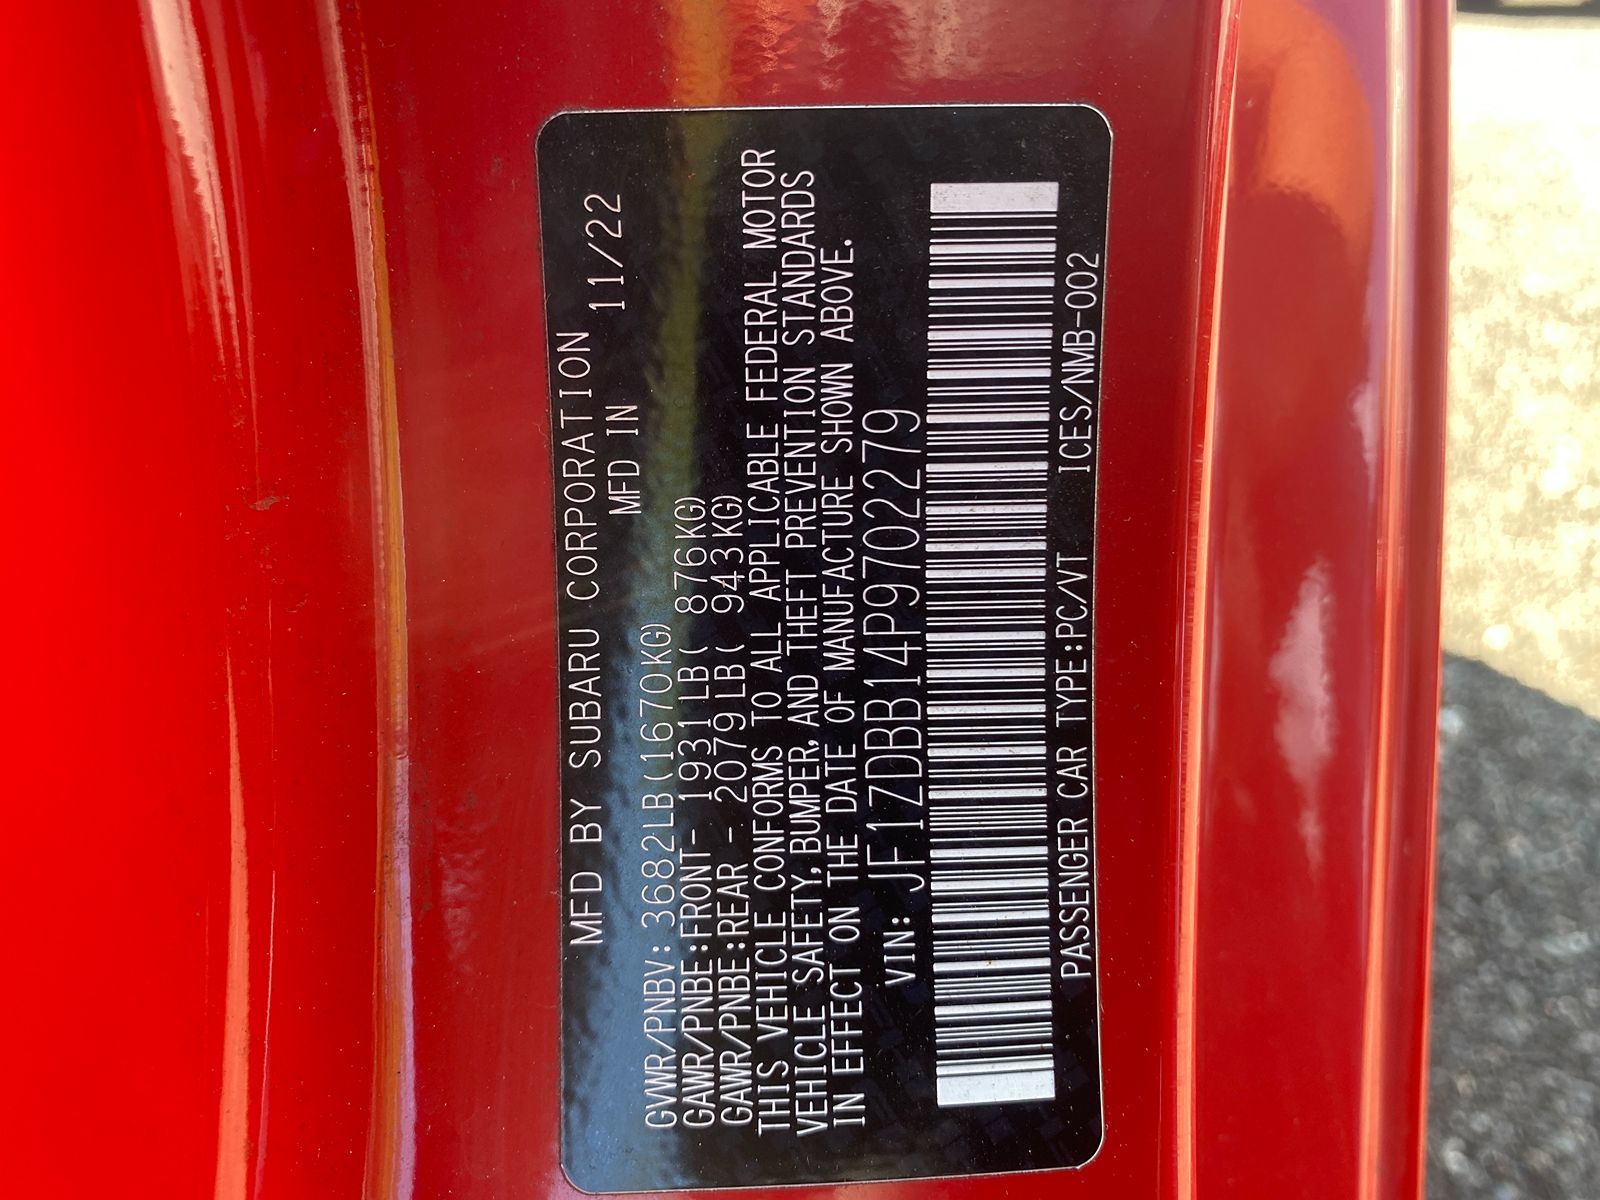 MFD BY SUBARU CORPORATION
MFD IN 11/22
GVWR/PNBV: 3682LB(1670KG)
GAWR/PNBE:FRONT- 1931LB( 876KG)
GAWR/PNBE:REAR - 2079LB( 943KG)
THIS VEHICLE CONFORMS TO ALL APPLICABLE FEDERAL MOTOR
VEHICLE SAFETY, BUMPER, AND THEFT PREVENTION STANDARDS
IN EFFECT ON THE DATE OF MANUFACTURE SHOWN ABOVE.
VIN: JF1ZDBB14P9702279
PASSENGER CAR TYPE:PC/VT ICES/NMB-002